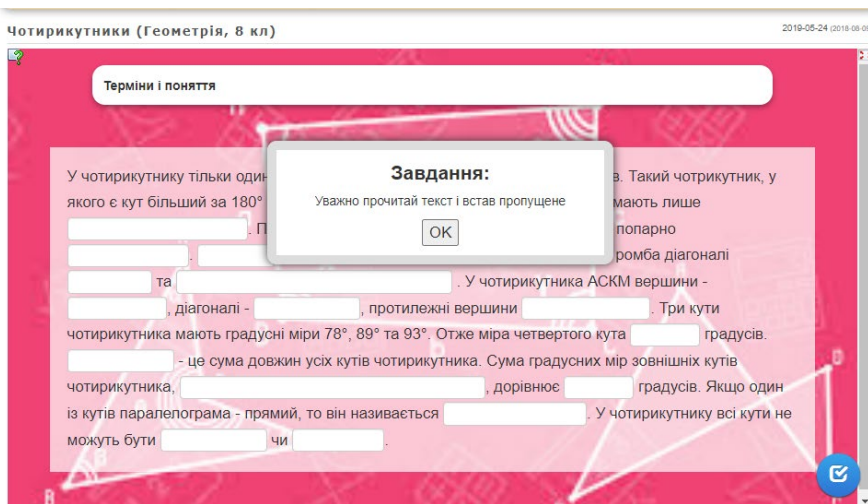 Чотирикутники (Геометрія, 8 кл)
2019-05-24 (2018-08-09
Терміни і поняття
Завдання:
Уважно прочитай текст і встав пропущене
OK
У чотирикутнику тільки один в. Такий чотрикутник, у
якого є кут більший за 180° мають лише
. П попарно
. ромба діагоналі
та . У чотирикутника АСКМ вершини -
, діагоналі - , протилежні вершини . Три кути
чотирикутника мають градусні міри 78°, 89° та 93°. Отже міра четвертого кута градусів.
- це сума довжин усіх кутів чотирикутника. Сума градусних мір зовнішніх кутів
чотирикутника, , дорівнює градусів. Якщо один
із кутів паралелограма - прямий, то він називається . У чотирикутнику всі кути не
можуть бути чи .